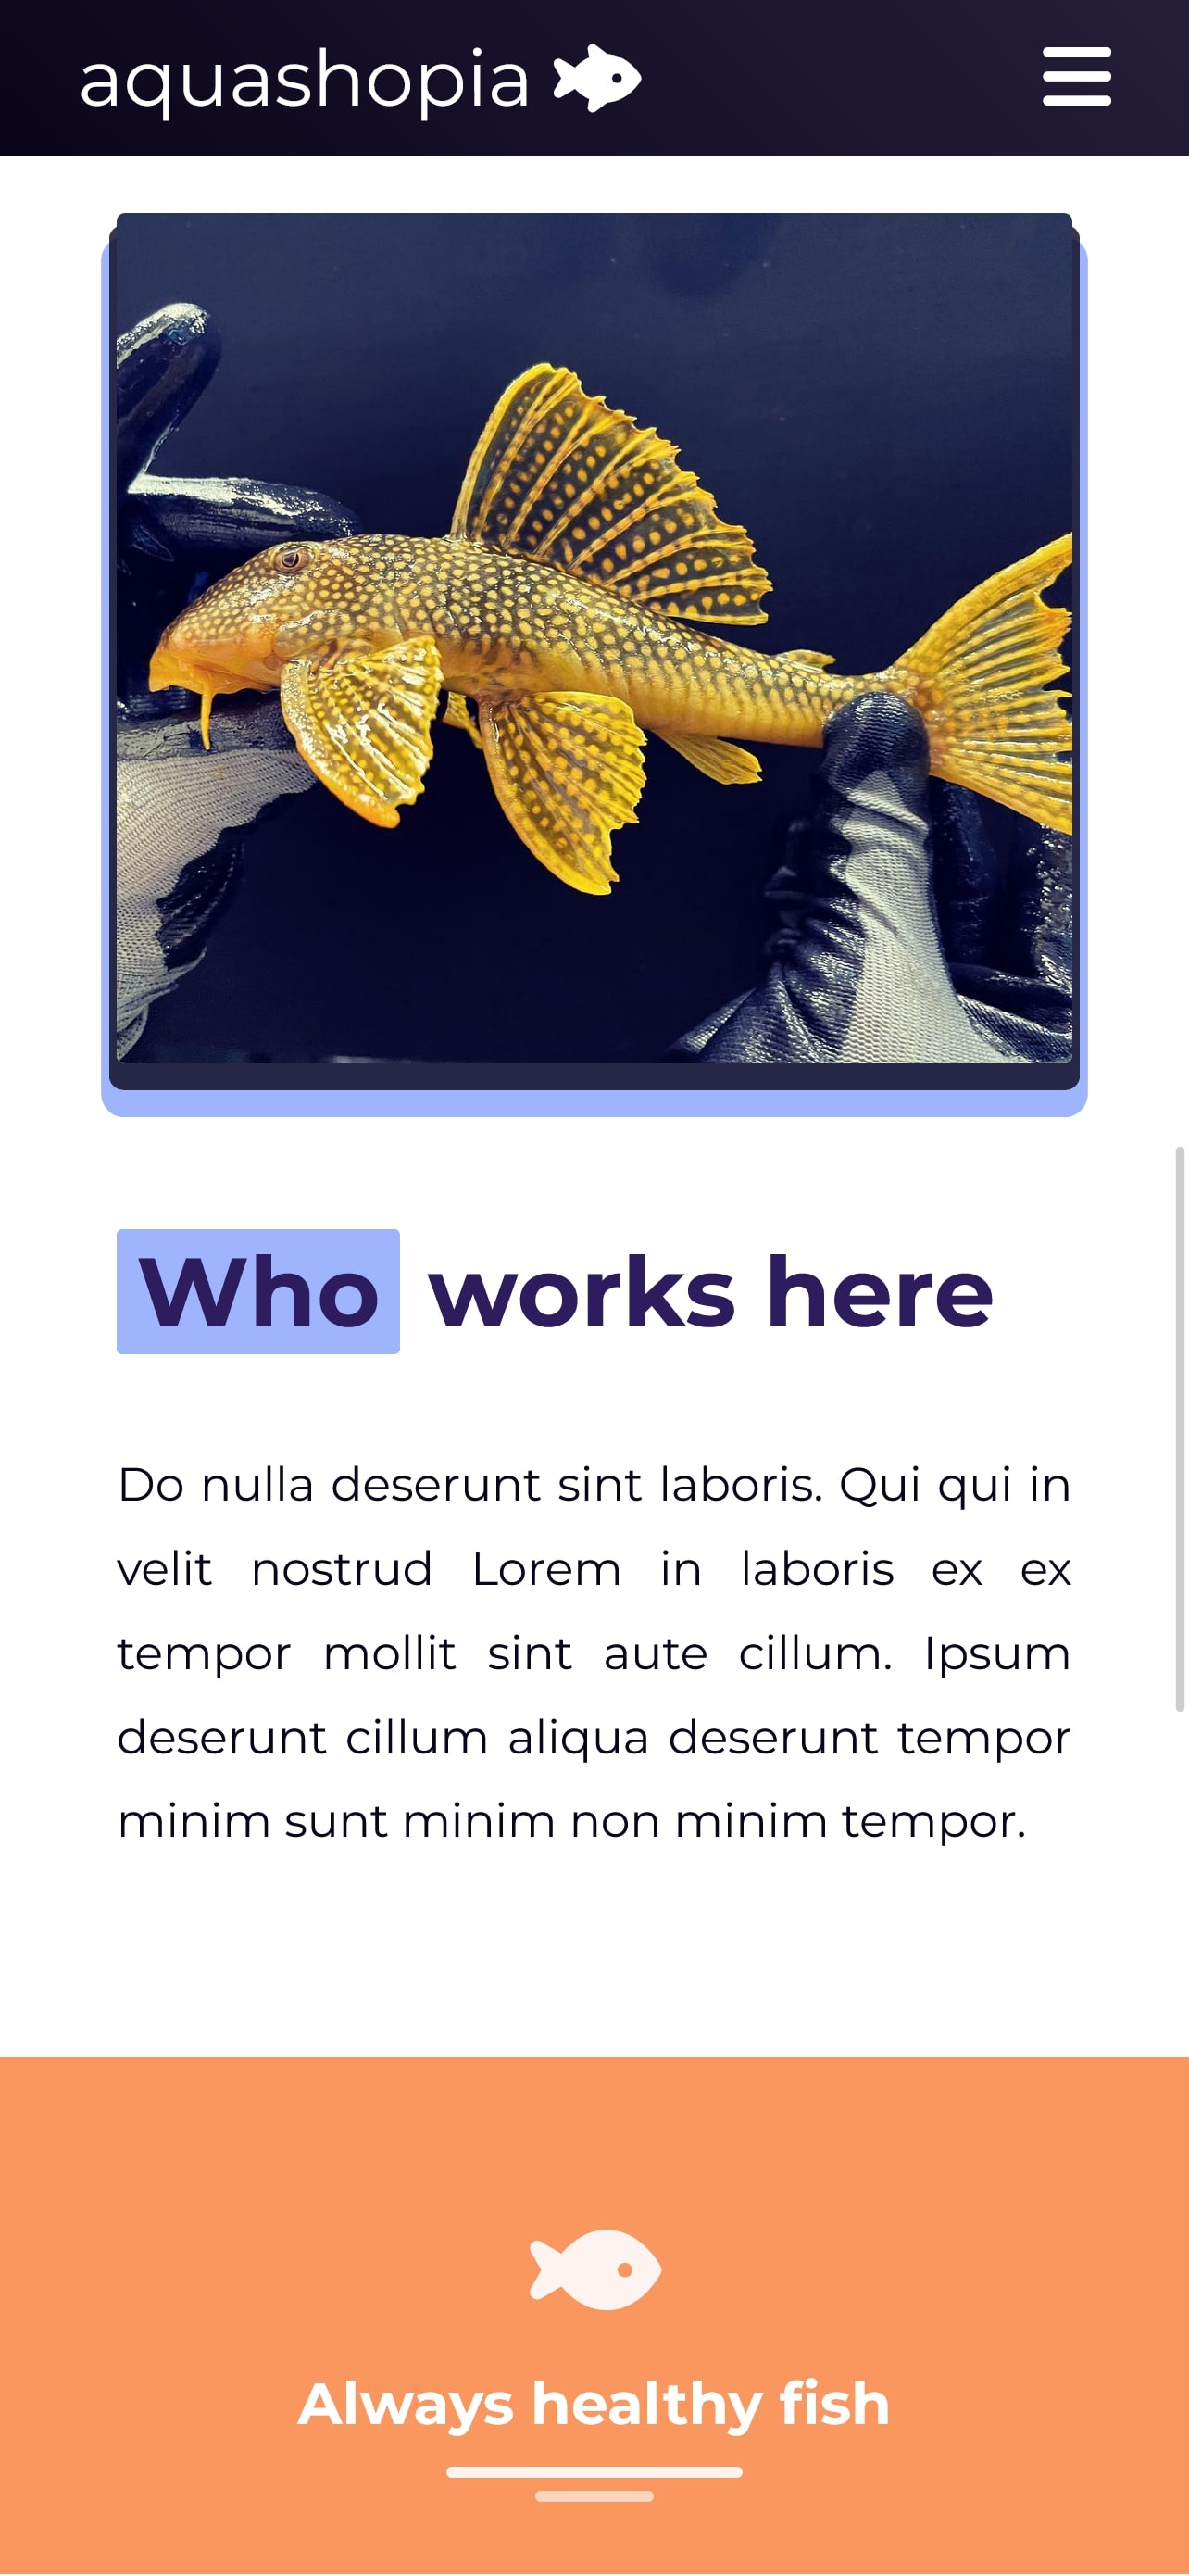 aquashopia
Who works here
Do nulla deserunt sint laboris. Qui qui in
velit nostrud Lorem in laboris ex ex
tempor mollit sint aute cillum. Ipsum
deserunt cillum aliqua deserunt tempor
minim sunt minim non minim tempor.
Always healthy fish